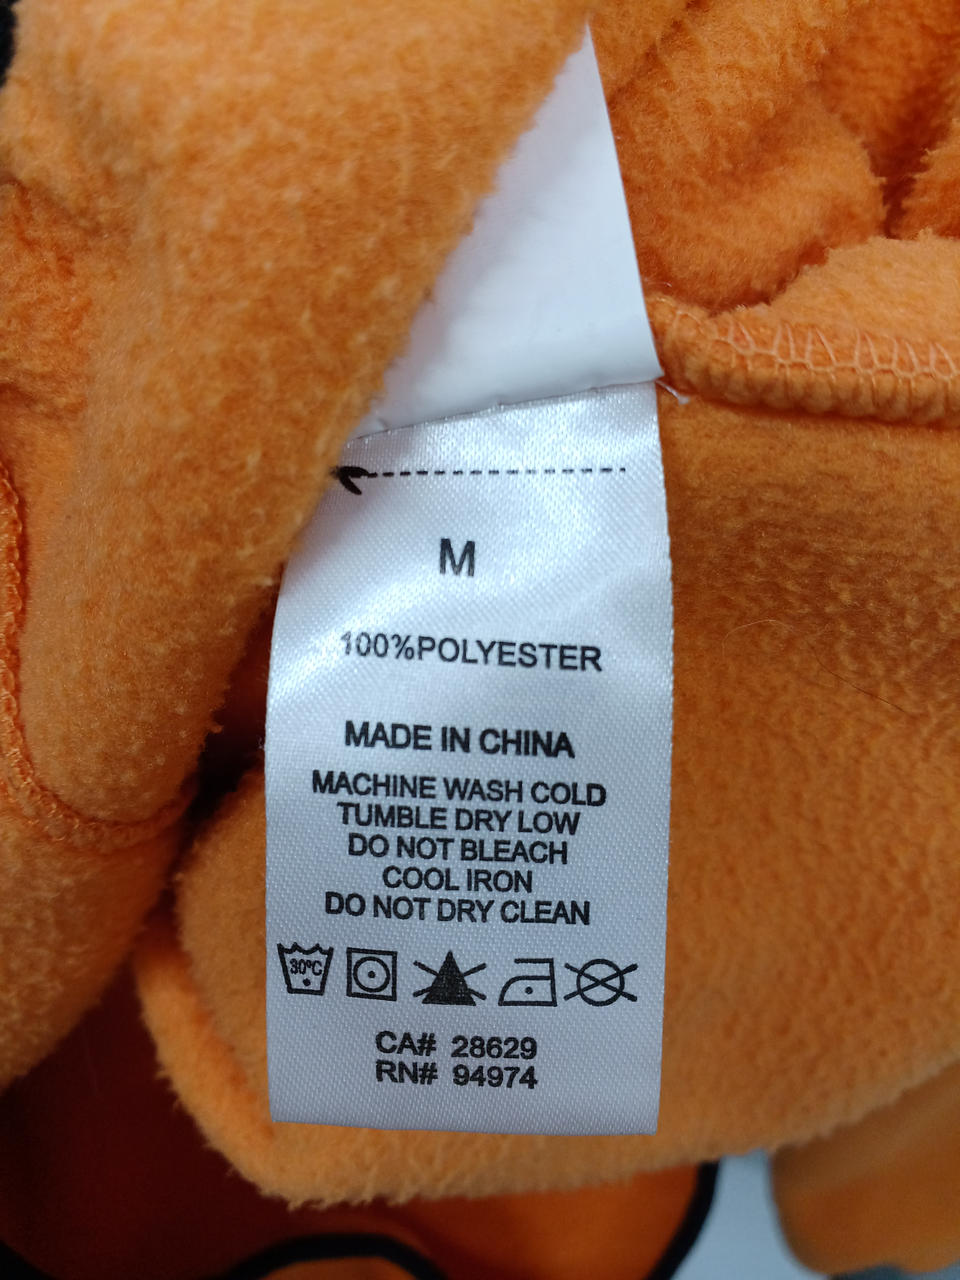 M
100%POLYESTER
MADE IN CHINA
MACHINE WASH COLD
TUMBLE DRY LOW
DO NOT BLEACH
COOL IRON
DO NOT DRY CLEAN
30°C
CA# 28629
RN# 94974